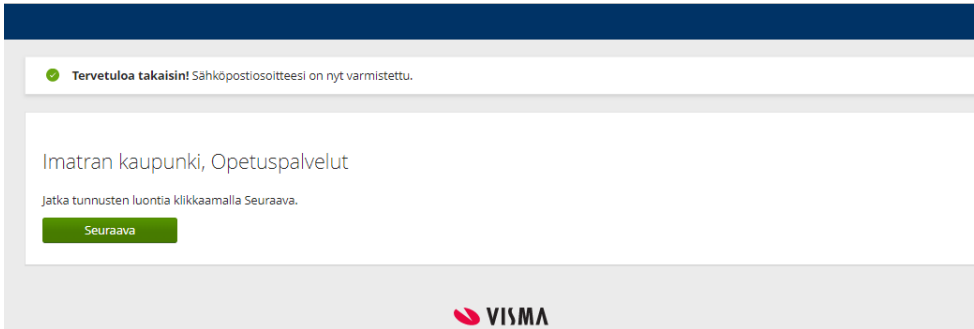 Tervetuloa takaisin! Sähköpostiosoitteesi on nyt varmistettu.
Imatran kaupunki, Opetuspalvelut
Jatka tunnusten luontia klikkaamalla Seuraava.
Seuraava
VISMA